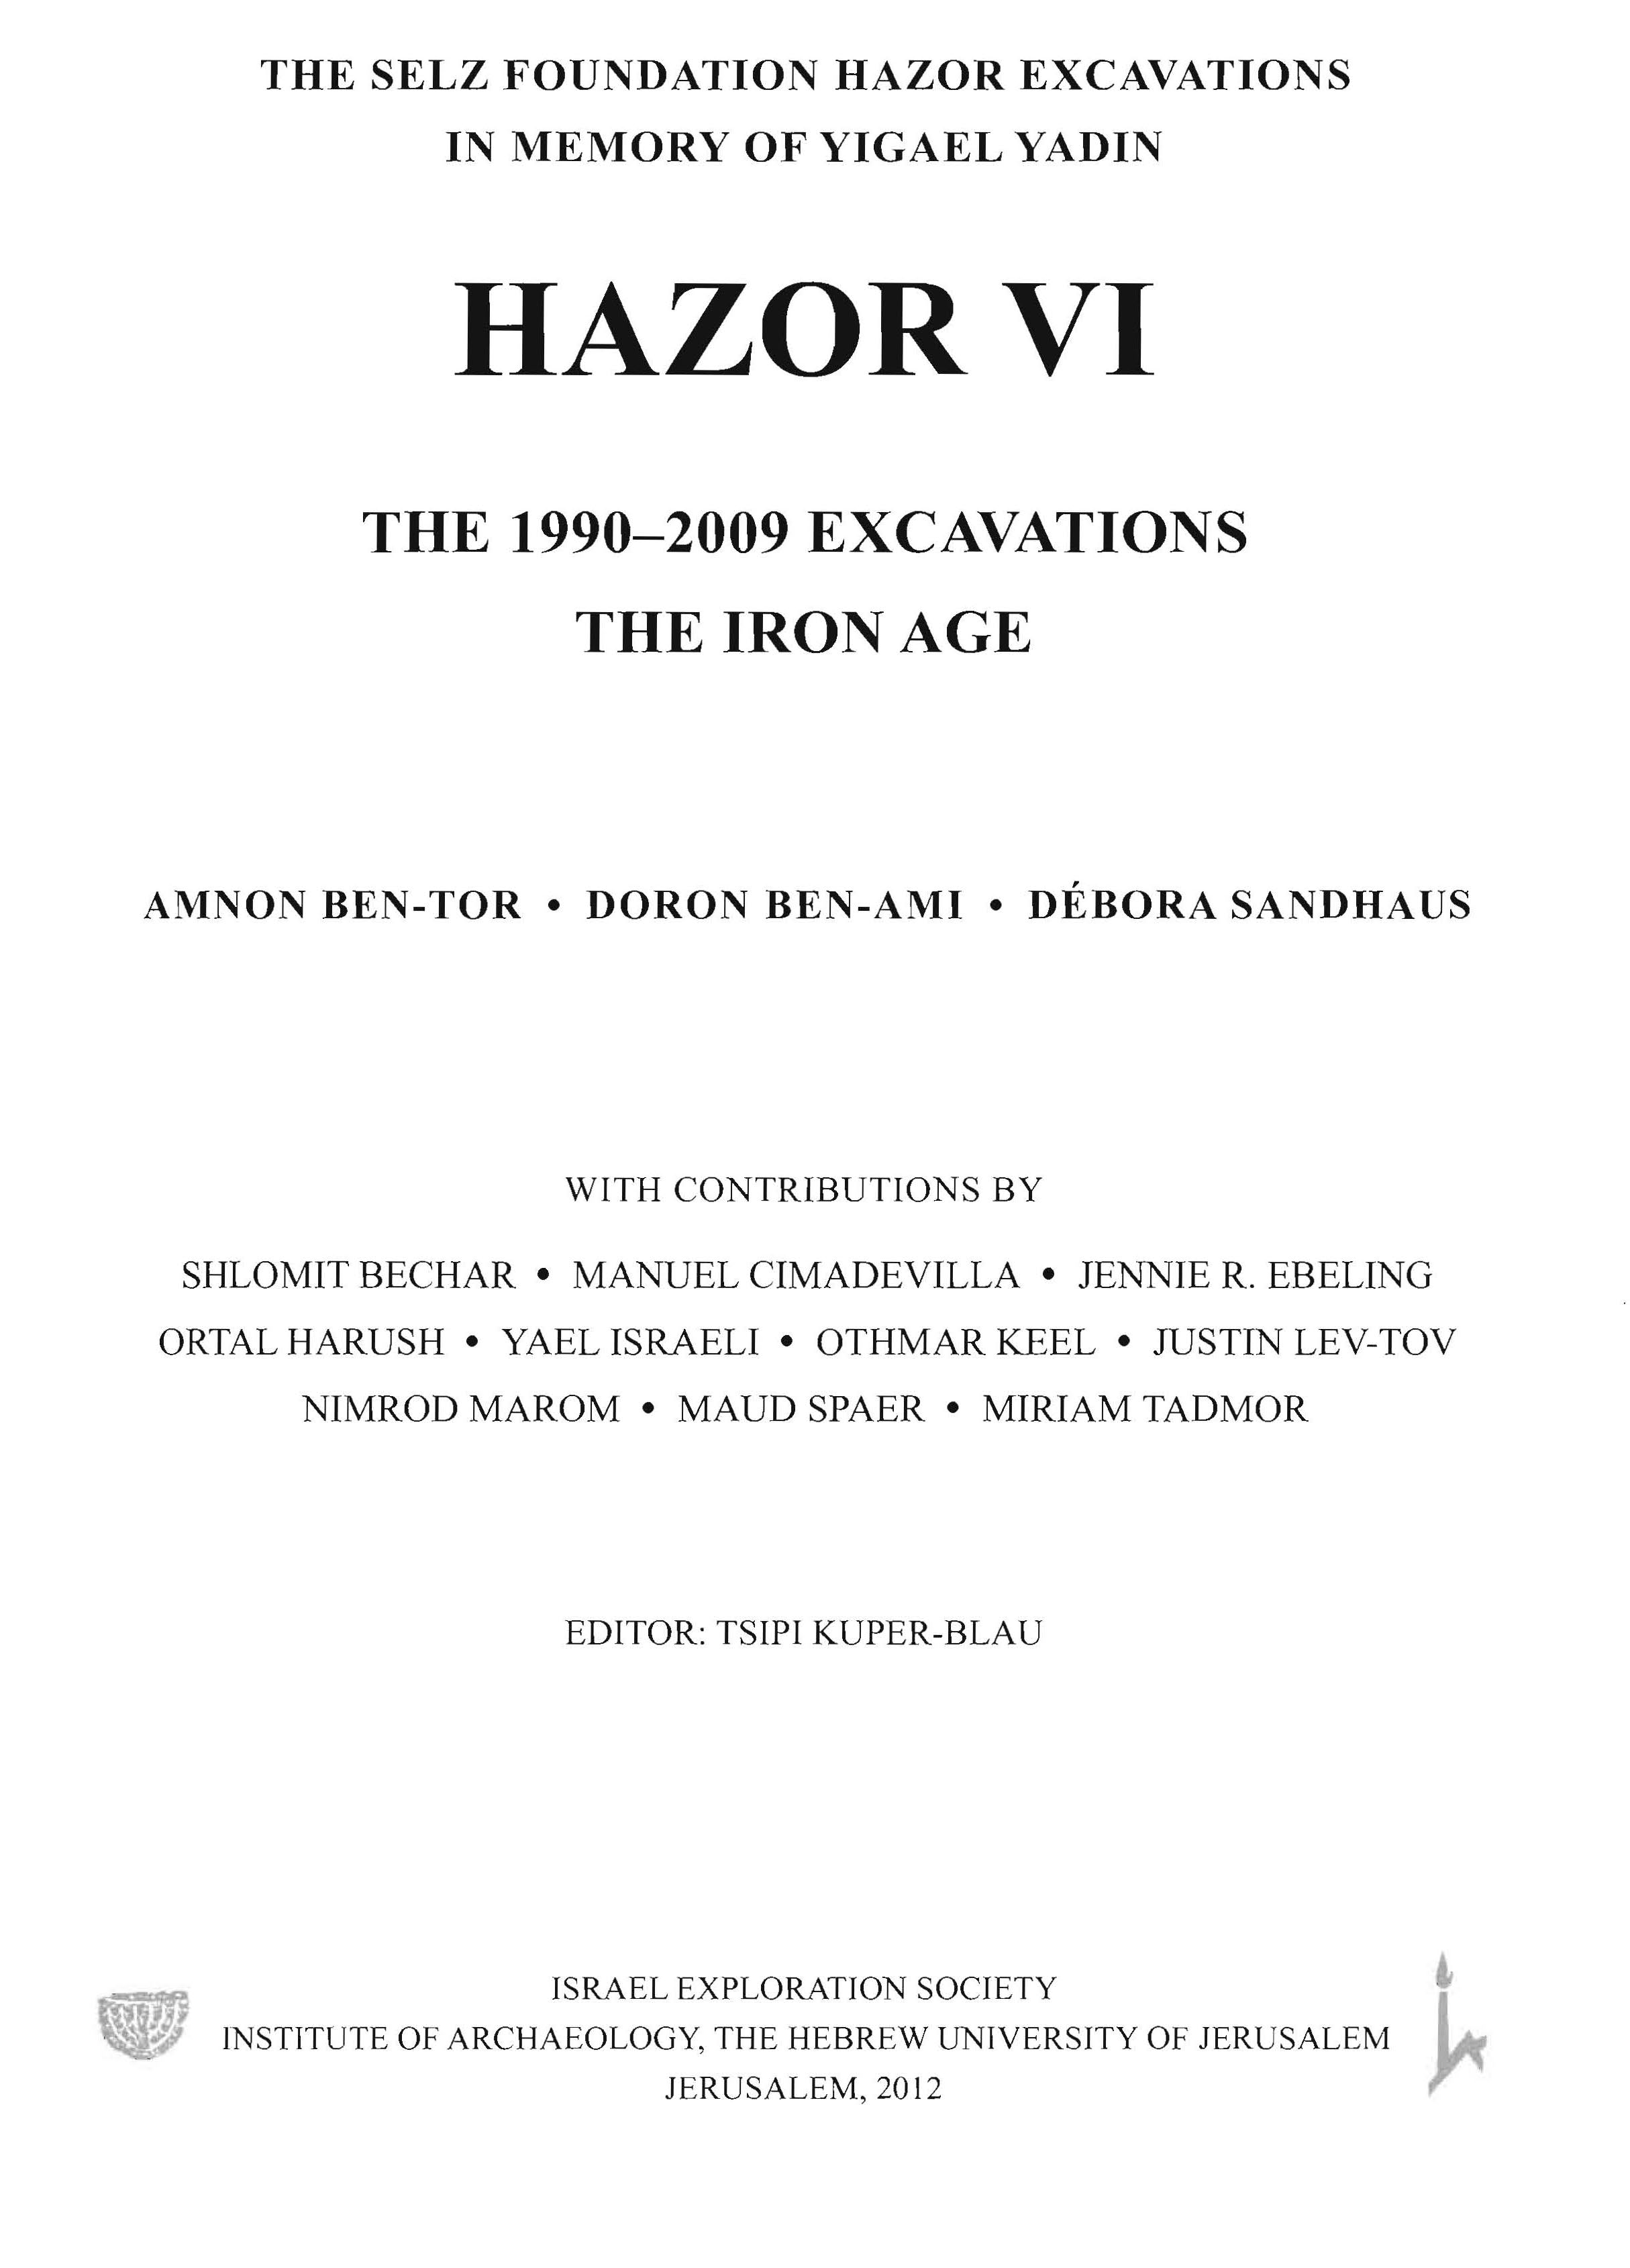 THE SELZ FOUNDATION HAZOR EXCAVATIONS
IN MEMORY OF YIGAEL YADIN
HAZOR VI
THE 1990–2009 EXCAVATIONS
THE IRON AGE
AMNON BEN-TOR • DORON BEN-AMI • DÉBORA SANDHAUS
WITH CONTRIBUTIONS BY
SHLOMIT BECHAR • MANUEL CIMADEVILLA • JENNIE R. EBELING
ORTAL HARUSH • YAEL ISRAELI • OTHMAR KEEL • JUSTIN LEV-TOV
NIMROD MAROM • MAUD SPAER • MIRIAM TADMOR
EDITOR: TSIPI KUPER-BLAU
ISRAEL EXPLORATION SOCIETY
INSTITUTE OF ARCHAEOLOGY, THE HEBREW UNIVERSITY OF JERUSALEM
JERUSALEM, 2012